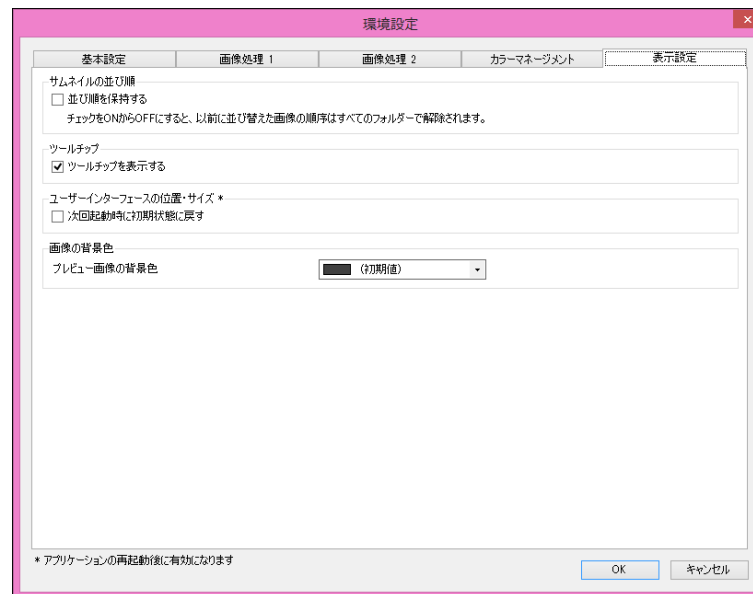 環境設定
×
基本設定
画像処理 1
画像処理 2
カラーマネージメント
表示設定
サムネイルの並び順
並び順を保持する
チェックをONからOFFにすると、以前に並び替えた画像の順序はすべてのフォルダーで解除されます。
ツールチップ
ツールチップを表示する
ユーザーインターフェースの位置・サイズ *
次回起動時に初期状態に戻す
画像の背景色
プレビュー画像の背景色
(初期値)
* アプリケーションの再起動後に有効になります
OK
キャンセル